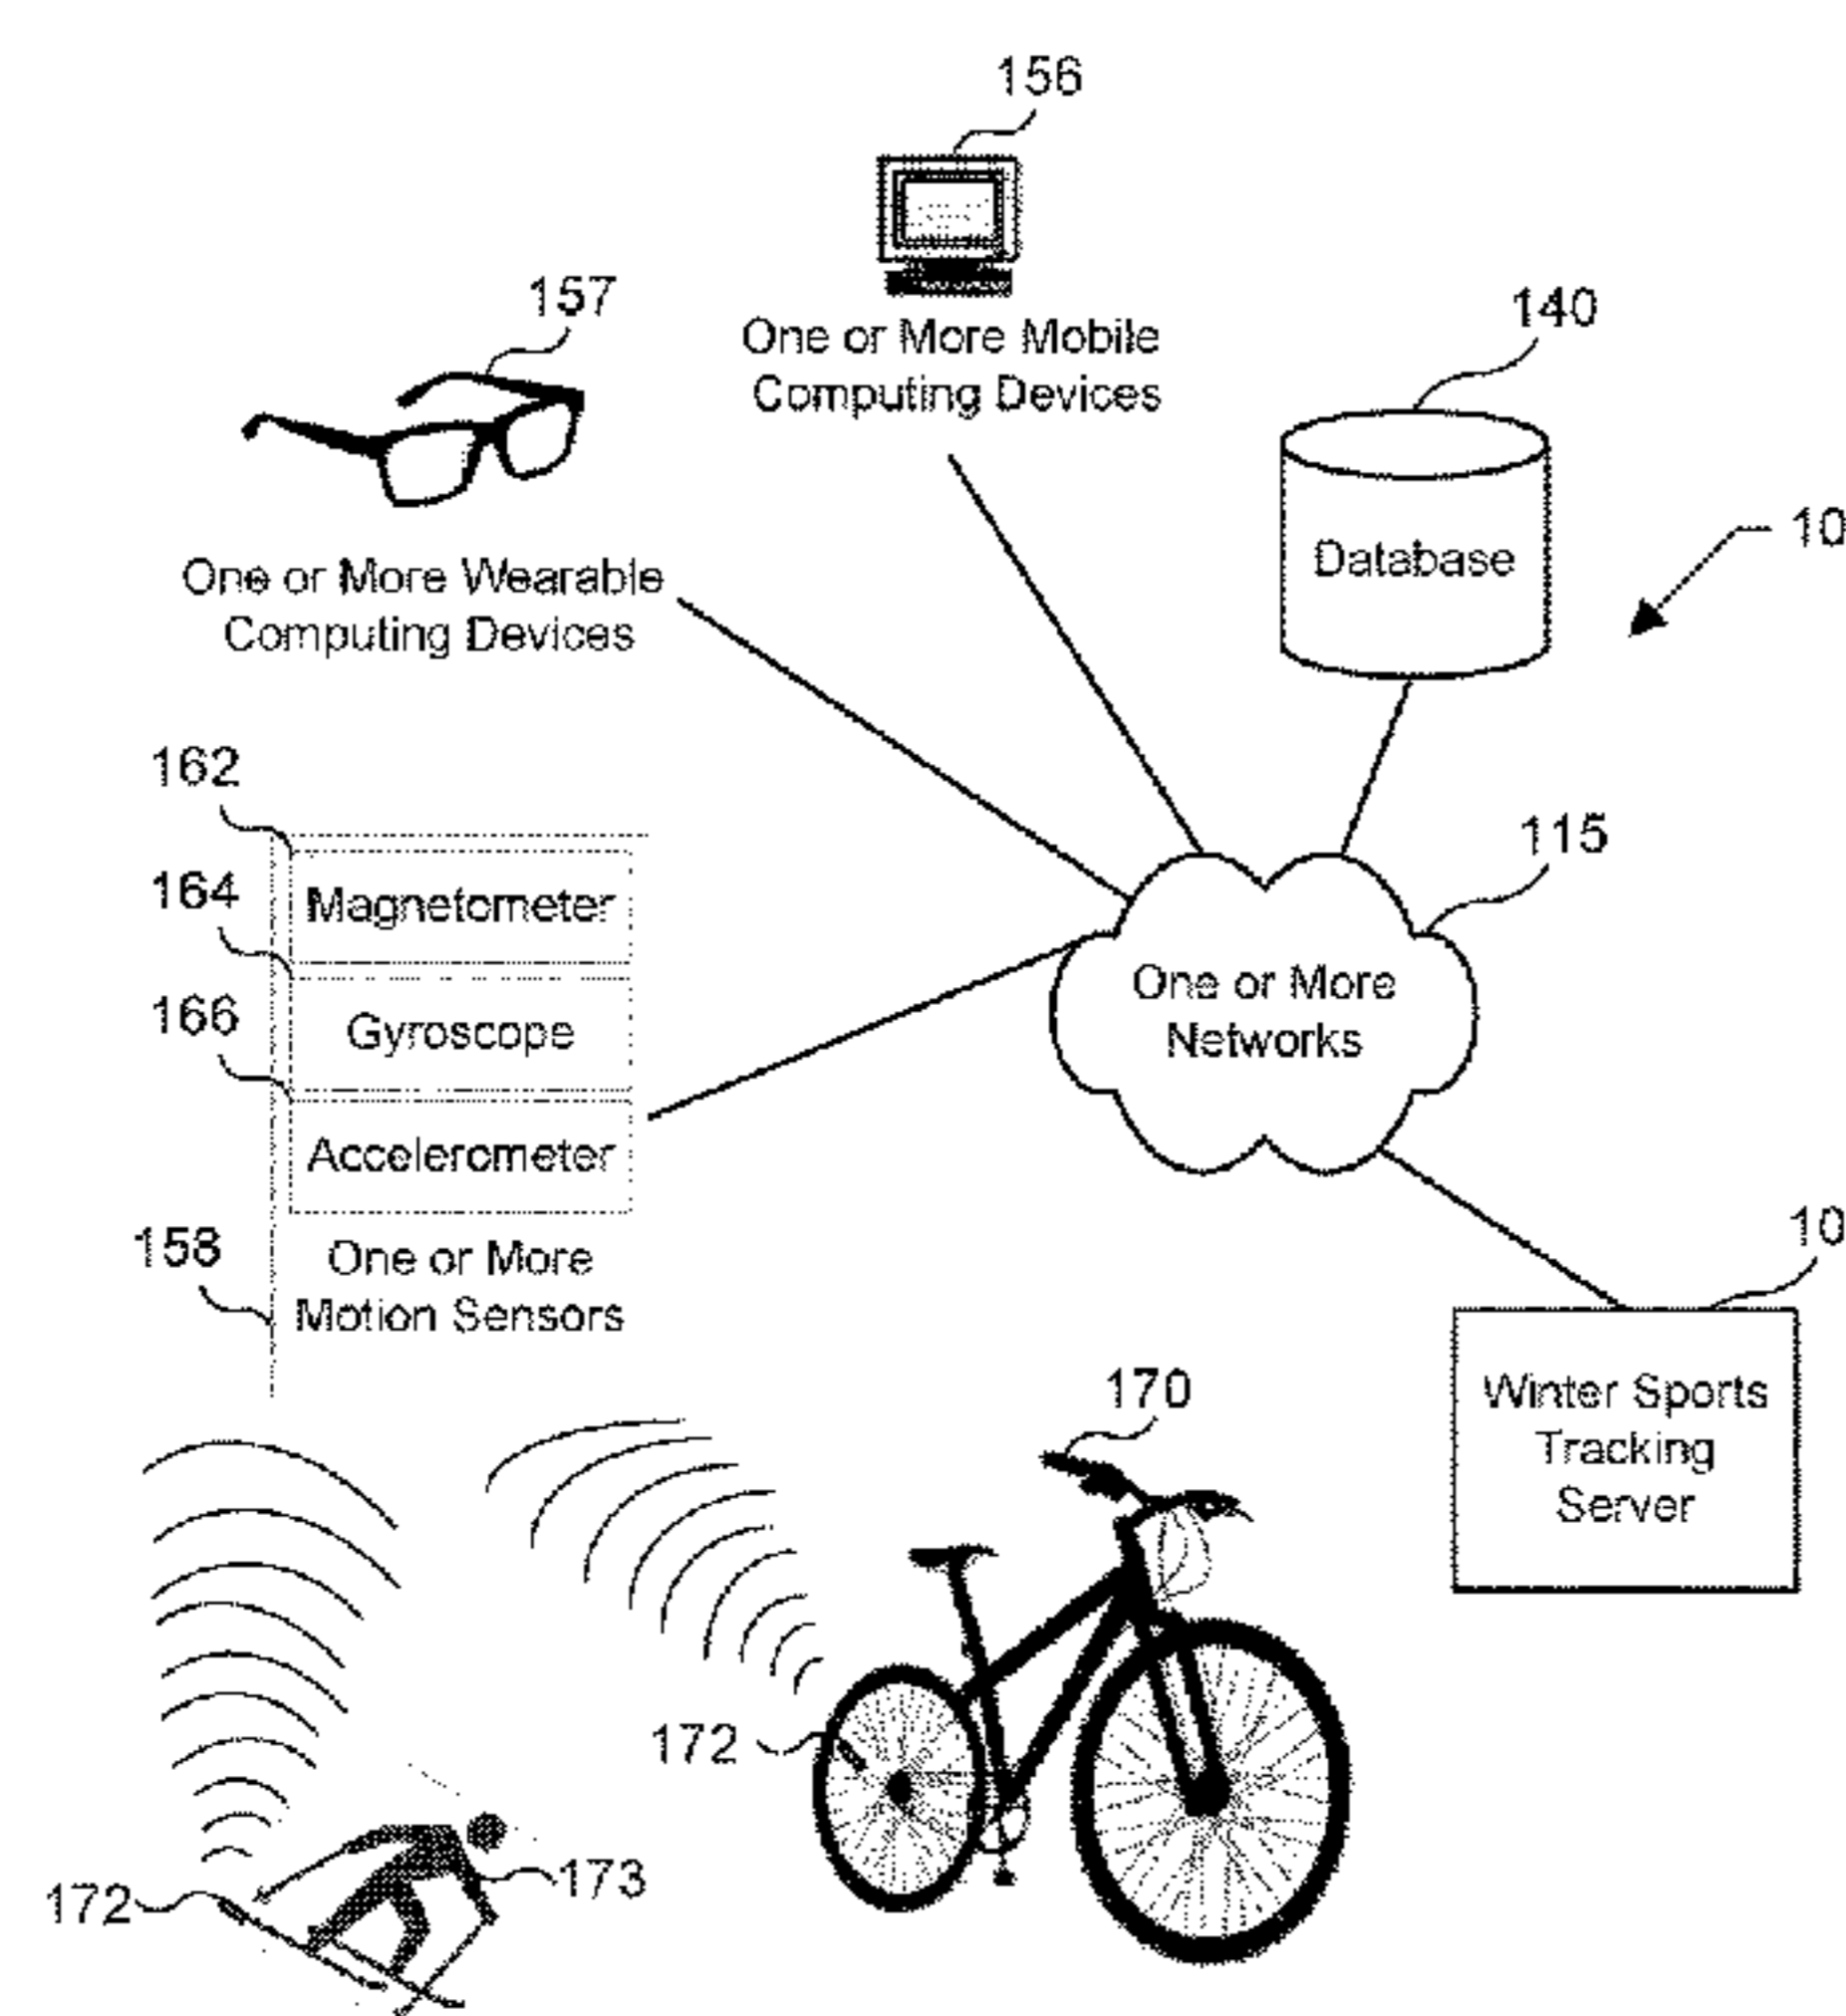 156
157
One or More Mobile
Computing Devices
140
Database
10
One or More Wearable
Computing Devices
162
Magnetometer
115
164
One or More
Networks
Gyroscope
166
Accelerometer
158
One or More
Motion Sensors
10
Winter Sports
Tracking
Server
170
172
173
172